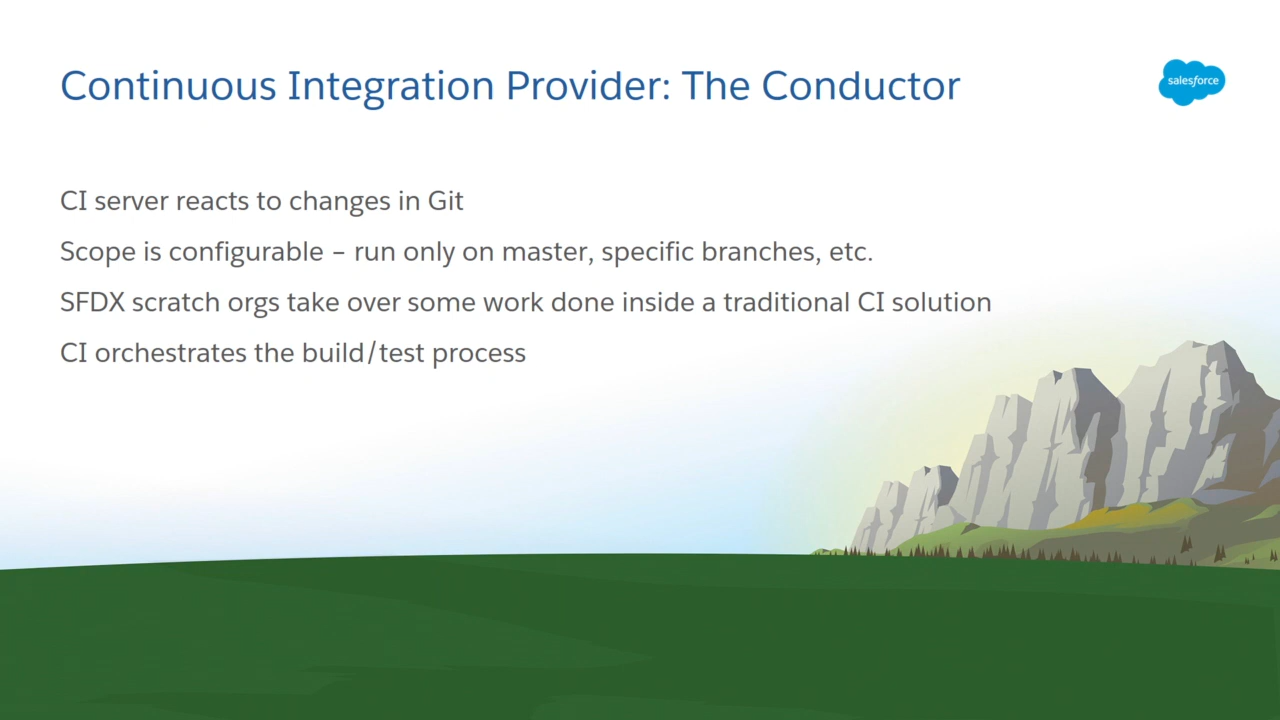 Continuous Integration Provider: The Conductor
salesforce
CI server reacts to changes in Git
Scope is configurable – run only on master, specific branches, etc.
SFDX scratch orgs take over some work done inside a traditional CI solution
CI orchestrates the build/test process